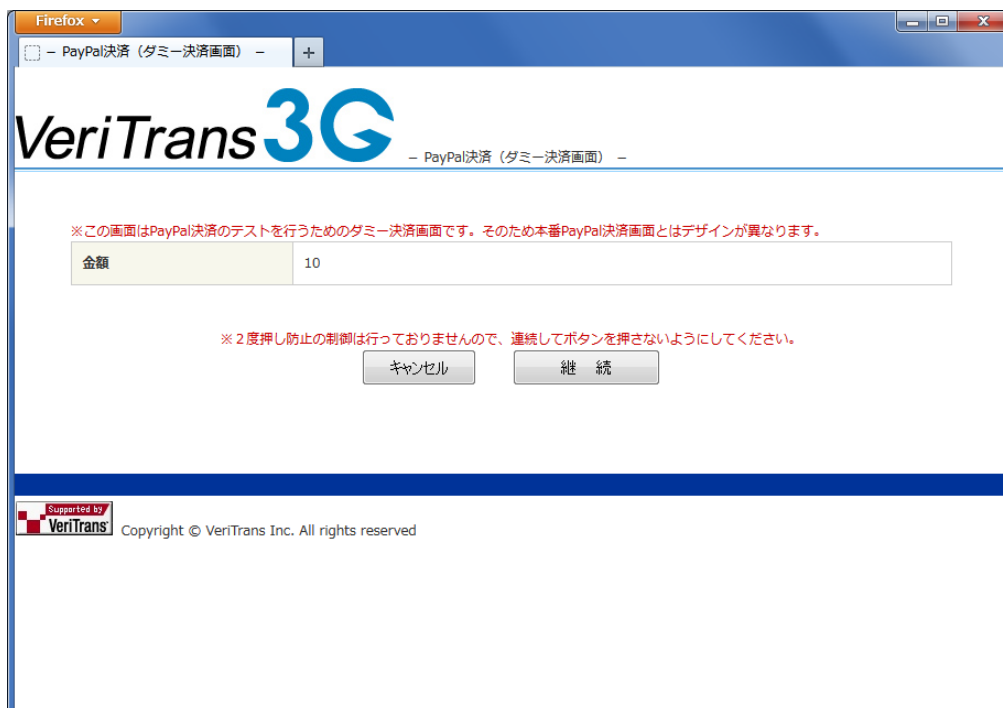 Firefox
– PayPal決済（ダミー決済画面） –
VeriTrans 3G – PayPal決済（ダミー決済画面） –
※この画面はPayPal決済のテストを行うためのダミー決済画面です。そのため本番PayPal決済画面とはデザインが異なります。
金額 10
※２度押し防止の制御は行っておりませんので、連続してボタンを押さないようにしてください。
キャンセル 継　続
Supported by
VeriTrans
Copyright © VeriTrans Inc. All rights reserved